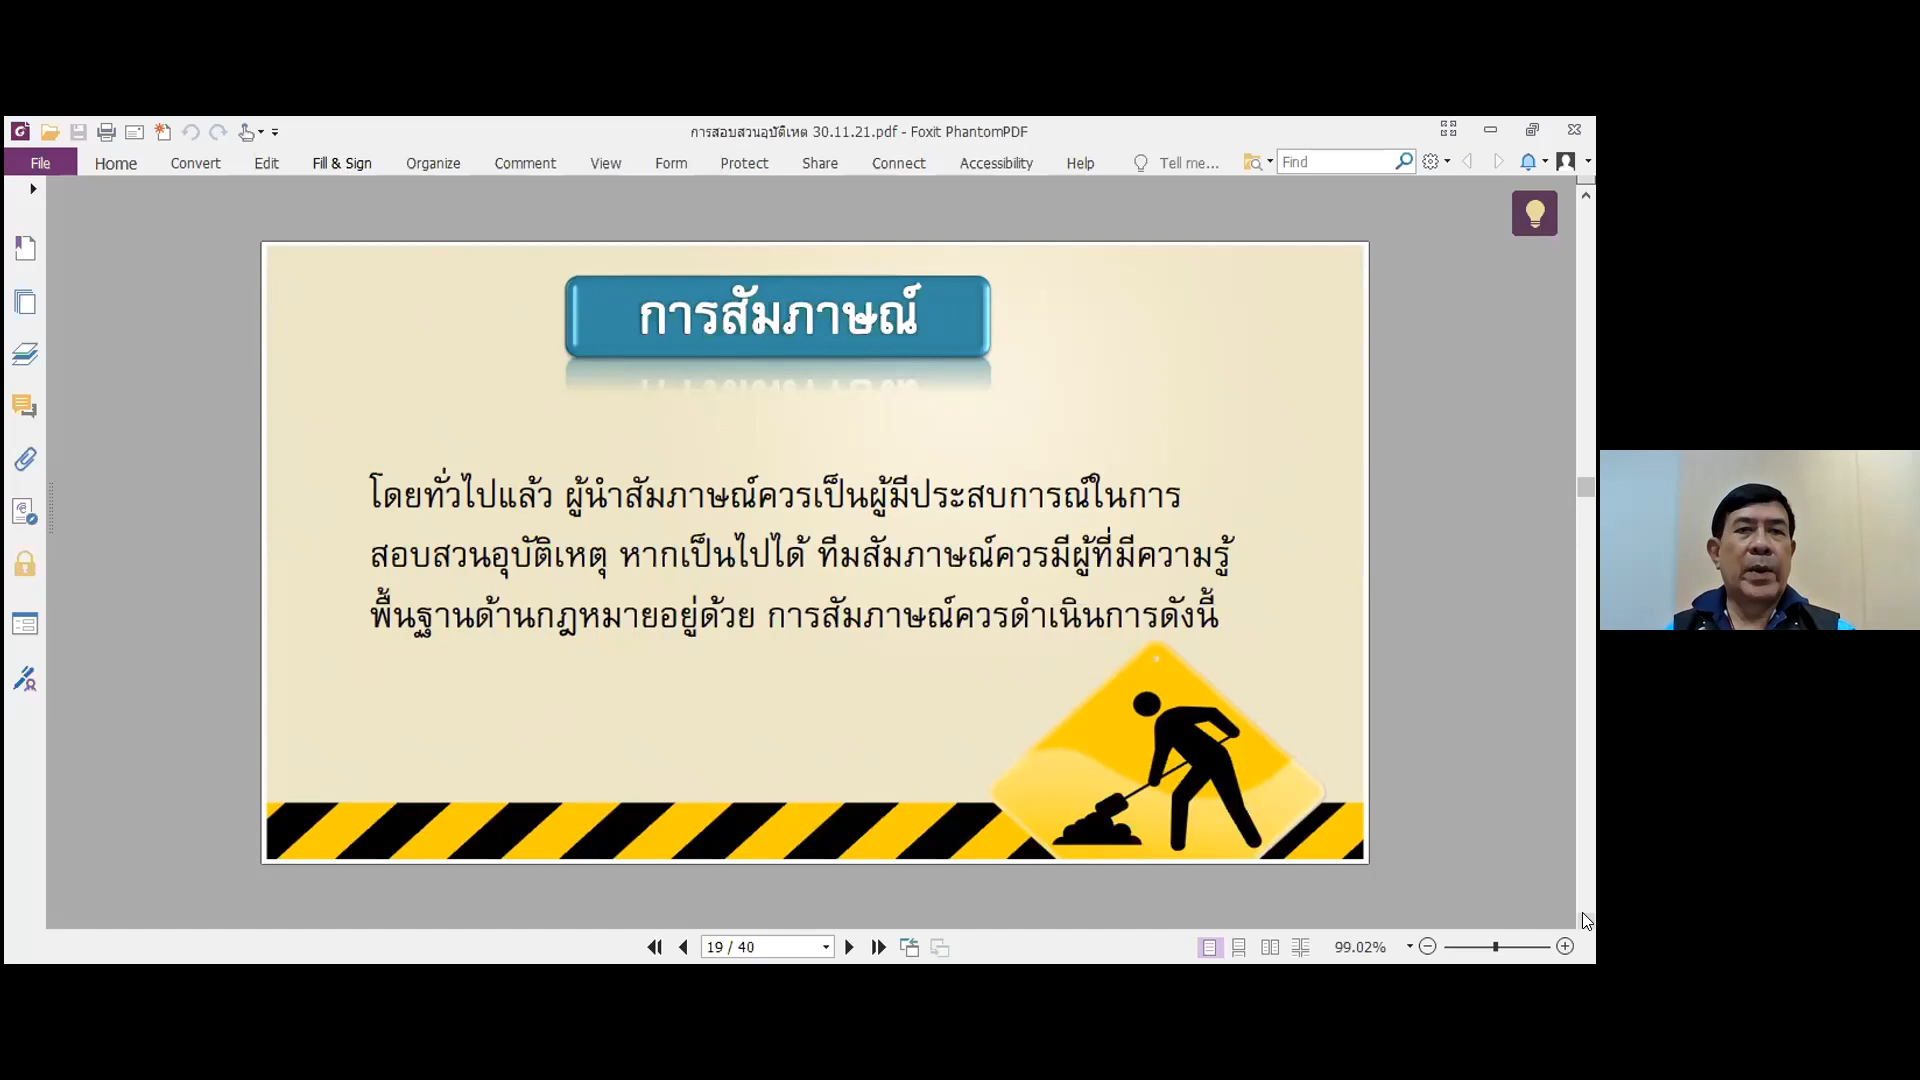 การสอบสวนอุบัติเหต 30.11.21.pdf - Foxit PhantomPDF
File Home Convert Edit Fill & Sign Organize Comment View Form Protect Share Connect Accessibility Help Tell me... Find
การสัมภาษณ์
โดยทั่วไปแล้ว ผู้นำสัมภาษณ์ควรเป็นผู้มีประสบการณ์ในการ
สอบสวนอุบัติเหตุ หากเป็นไปได้ ทีมสัมภาษณ์ควรมีผู้ที่มีความรู้
พื้นฐานด้านกฎหมายอยู่ด้วย การสัมภาษณ์ควรดำเนินการดังนี้
19 / 40
99.02%